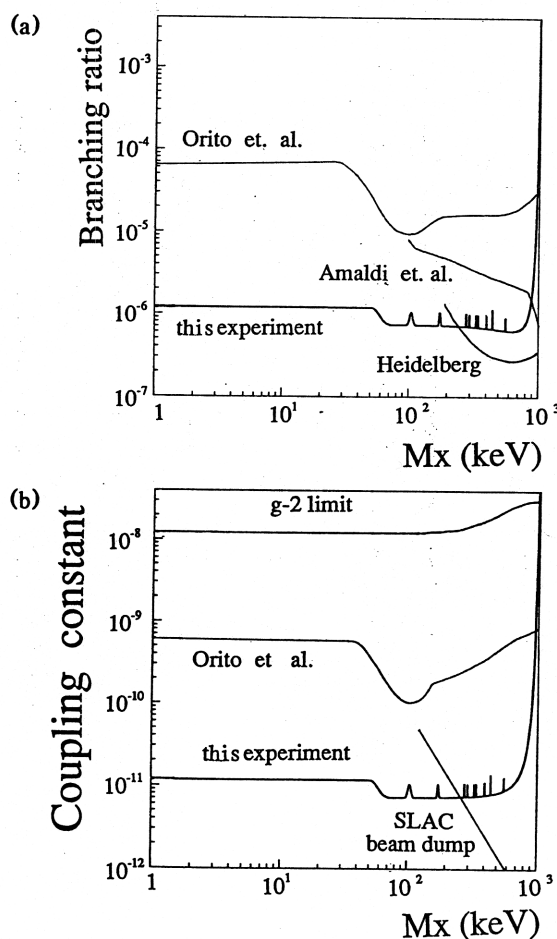 (a)
Branching ratio
10⁻³
10⁻⁴
10⁻⁵
10⁻⁶
10⁻⁷
Orito et. al.
Amaldi et. al.
this experiment
Heidelberg
1
10¹
10²
10³
Mx (keV)
(b)
Coupling constant
10⁻⁸
10⁻⁹
10⁻¹⁰
10⁻¹¹
10⁻¹²
g-2 limit
Orito et al.
this experiment
SLAC
beam dump
1
10¹
10²
10³
Mx (keV)